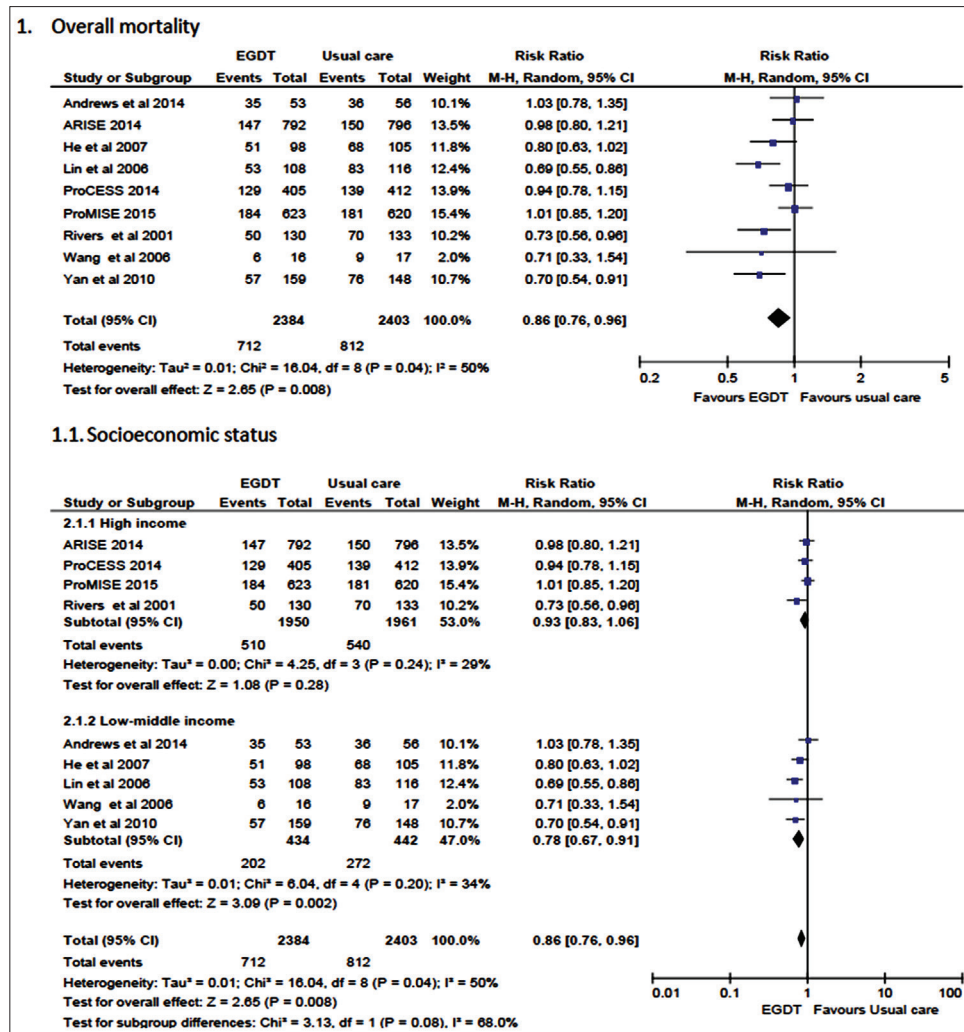 1. Overall mortality
EGDT Usual care Risk Ratio Risk Ratio
Study or Subgroup Events Total Events Total Weight M-H, Random, 95% CI M-H, Random, 95% CI
Andrews et al 2014 35 53 36 56 10.1% 1.03 [0.78, 1.35]
ARISE 2014 147 792 150 796 13.5% 0.98 [0.80, 1.21]
He et al 2007 51 98 68 105 11.8% 0.80 [0.63, 1.02]
Lin et al 2006 53 108 83 116 12.4% 0.69 [0.55, 0.86]
ProCESS 2014 129 405 139 412 13.9% 0.94 [0.78, 1.15]
ProMISE 2015 184 623 181 620 15.4% 1.01 [0.85, 1.20]
Rivers et al 2001 50 130 70 133 10.2% 0.73 [0.56, 0.96]
Wang et al 2006 6 16 9 17 2.0% 0.71 [0.33, 1.54]
Yan et al 2010 57 159 76 148 10.7% 0.70 [0.54, 0.91]
Total (95% CI) 2384 2403 100.0% 0.86 [0.76, 0.96]
Total events 712 812
Heterogeneity: Tau² = 0.01; Chi² = 16.04, df = 8 (P = 0.04); I² = 50%
Test for overall effect: Z = 2.65 (P = 0.008)
0.2 0.5 1 2 5
Favours EGDT Favours usual care
1.1. Socioeconomic status
EGDT Usual care Risk Ratio Risk Ratio
Study or Subgroup Events Total Events Total Weight M-H, Random, 95% CI M-H, Random, 95% CI
2.1.1 High income
ARISE 2014 147 792 150 796 13.5% 0.98 [0.80, 1.21]
ProCESS 2014 129 405 139 412 13.9% 0.94 [0.78, 1.15]
ProMISE 2015 184 623 181 620 15.4% 1.01 [0.85, 1.20]
Rivers et al 2001 50 130 70 133 10.2% 0.73 [0.56, 0.96]
Subtotal (95% CI) 1950 1961 53.0% 0.93 [0.83, 1.06]
Total events 510 540
Heterogeneity: Tau² = 0.00; Chi² = 4.25, df = 3 (P = 0.24); I² = 29%
Test for overall effect: Z = 1.08 (P = 0.28)
2.1.2 Low-middle income
Andrews et al 2014 35 53 36 56 10.1% 1.03 [0.78, 1.35]
He et al 2007 51 98 68 105 11.8% 0.80 [0.63, 1.02]
Lin et al 2006 53 108 83 116 12.4% 0.69 [0.55, 0.86]
Wang et al 2006 6 16 9 17 2.0% 0.71 [0.33, 1.54]
Yan et al 2010 57 159 76 148 10.7% 0.70 [0.54, 0.91]
Subtotal (95% CI) 434 442 47.0% 0.78 [0.67, 0.91]
Total events 202 272
Heterogeneity: Tau² = 0.01; Chi² = 6.04, df = 4 (P = 0.20); I² = 34%
Test for overall effect: Z = 3.09 (P = 0.002)
Total (95% CI) 2384 2403 100.0% 0.86 [0.76, 0.96]
Total events 712 812
Heterogeneity: Tau² = 0.01; Chi² = 16.04, df = 8 (P = 0.04); I² = 50%
Test for overall effect: Z = 2.65 (P = 0.008)
Test for subgroup differences: Chi² = 3.13, df = 1 (P = 0.08), I² = 68.0%
0.01 0.1 1 10 100
EGDT Favours Usual care